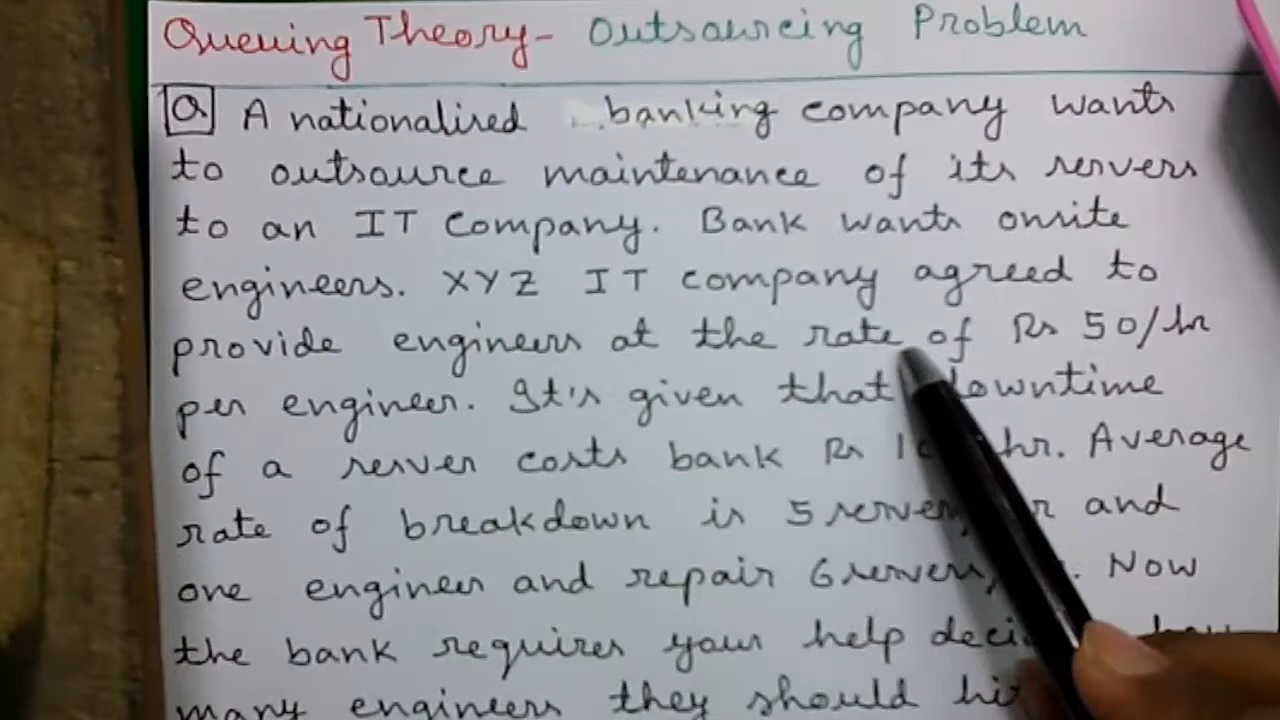 Queuing Theory - Outsourcing Problem
Q A nationalised banking company wants
to outsource maintenance of its servers
to an IT company. Bank wants onsite
engineers. XYZ IT company agreed to
provide engineers at the rate of Rs 50/hr
per engineer. It's given that downtime
of a server costs bank Rs hr. Average
rate of breakdown is 5 and
one engineer and repair 6 Now
the bank requires your help
many engineers they should